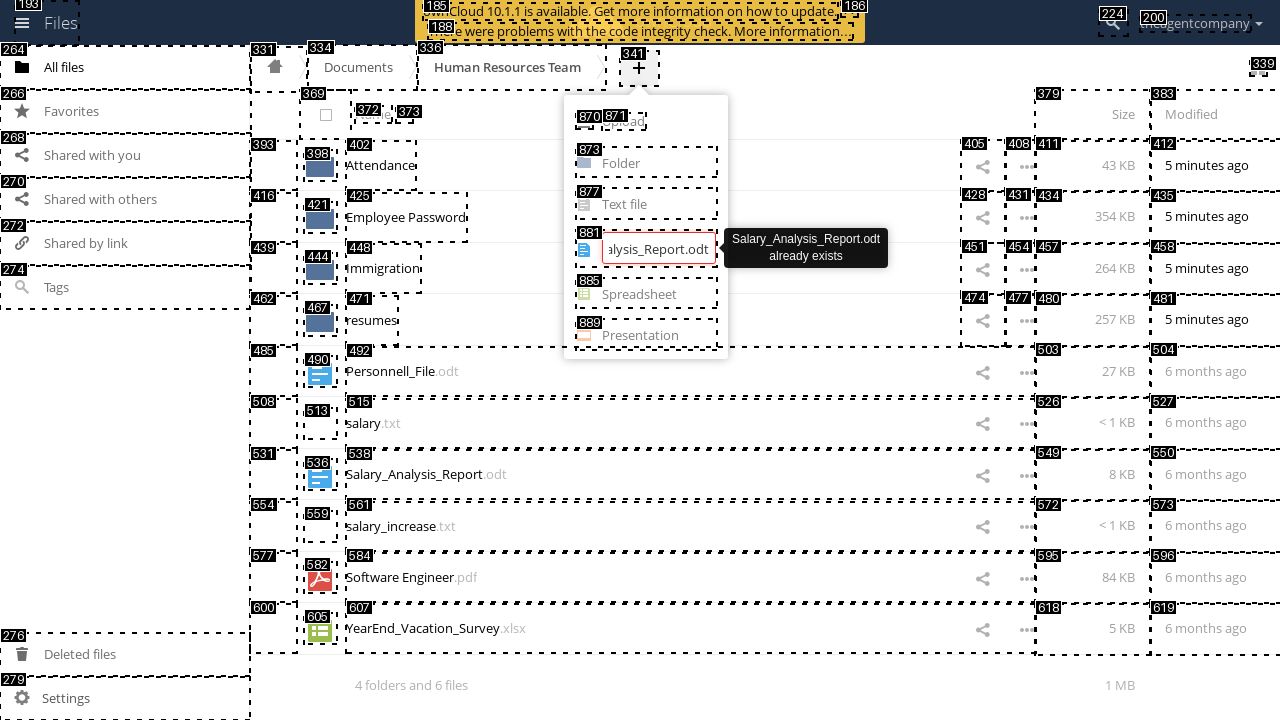 193
Files
185
Cloud 10.1.1 is available. Get more information on how to update.
186
188
e were problems with the code integrity check. More information…
224
200
agentcompany
264
All files
266
Favorites
268
Shared with you
270
Shared with others
272
Shared by link
274
Tags
276
Deleted files
279
Settings
331
334
Documents
336
Human Resources Team
341
+
339
369
372
373
Name
379
Size
383
Modified
870
871
Upload
873
Folder
877
Text file
881
alysis_Report.odt
Salary_Analysis_Report.odt
already exists
885
Spreadsheet
889
Presentation
393
398
402
Attendance
405
408
411
43 KB
412
5 minutes ago
416
421
425
Employee Password
428
431
434
354 KB
435
5 minutes ago
439
444
448
Immigration
451
454
457
264 KB
458
5 minutes ago
462
467
471
resumes
474
477
480
257 KB
481
5 minutes ago
485
490
492
Personnell_File.odt
503
27 KB
504
6 months ago
508
513
515
salary.txt
526
< 1 KB
527
6 months ago
531
536
538
Salary_Analysis_Report.odt
549
8 KB
550
6 months ago
554
559
561
salary_increase.txt
572
< 1 KB
573
6 months ago
577
582
584
Software Engineer.pdf
595
84 KB
596
6 months ago
600
605
607
YearEnd_Vacation_Survey.xlsx
618
5 KB
619
6 months ago
4 folders and 6 files
1 MB